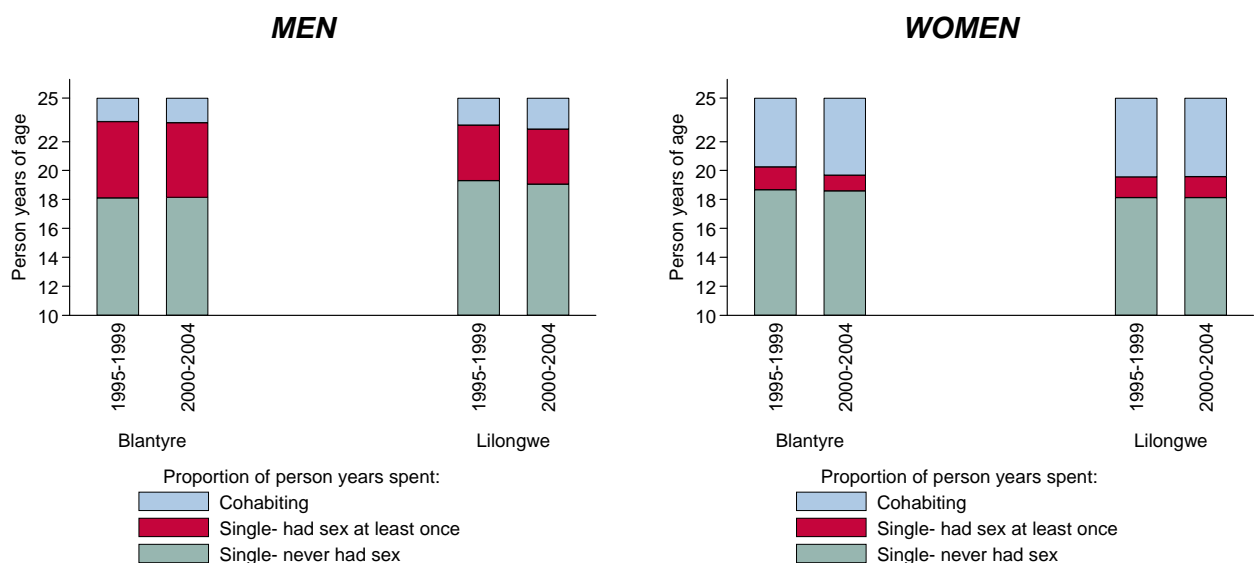 MEN
Person years of age
25
22
20
18
16
14
12
10
1995-1999
2000-2004
1995-1999
2000-2004
Blantyre
Lilongwe
Proportion of person years spent:
Cohabiting
Single- had sex at least once
Single- never had sex
WOMEN
Person years of age
25
22
20
18
16
14
12
10
1995-1999
2000-2004
1995-1999
2000-2004
Blantyre
Lilongwe
Proportion of person years spent:
Cohabiting
Single- had sex at least once
Single- never had sex